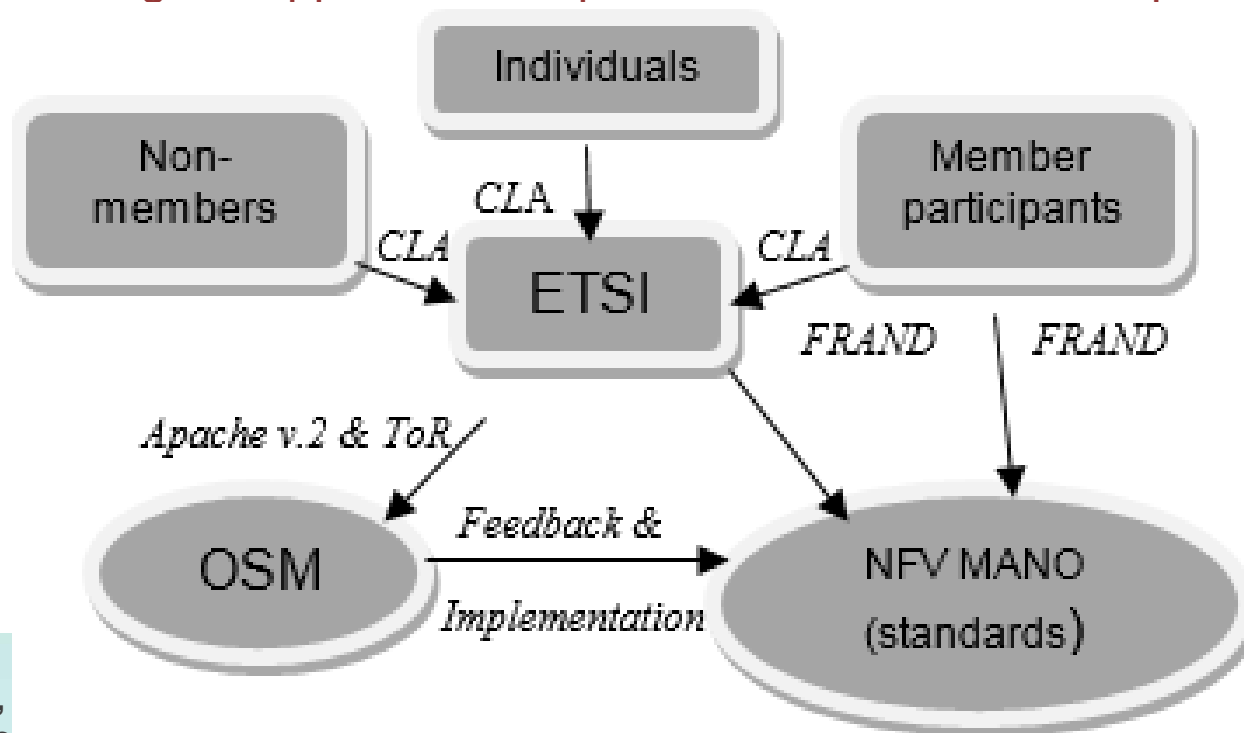 Individuals
Non-
members
Member
participants
CLA
CLA
CLA
ETSI
FRAND
FRAND
Apache v.2 & ToR
Feedback &
OSM
NFV MANO
(standards)
Implementation